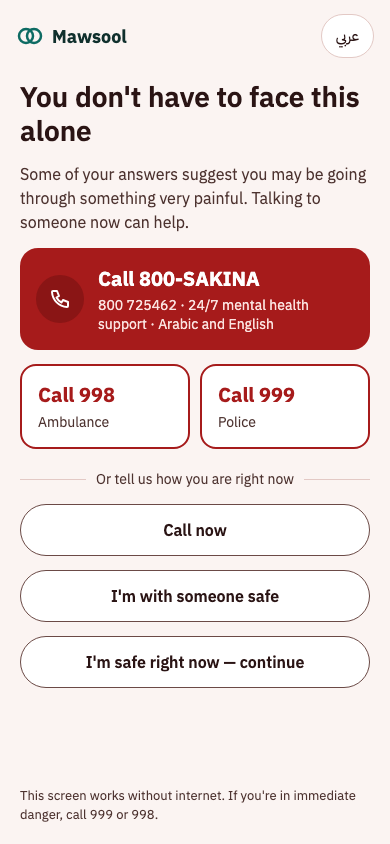 Mawsool
عربي
You don't have to face this
alone
Some of your answers suggest you may be going
through something very painful. Talking to
someone now can help.
Call 800-SAKINA
800 725462 · 24/7 mental health
support · Arabic and English
Call 998
Ambulance
Call 999
Police
Or tell us how you are right now
Call now
I'm with someone safe
I'm safe right now — continue
This screen works without internet. If you're in immediate
danger, call 999 or 998.